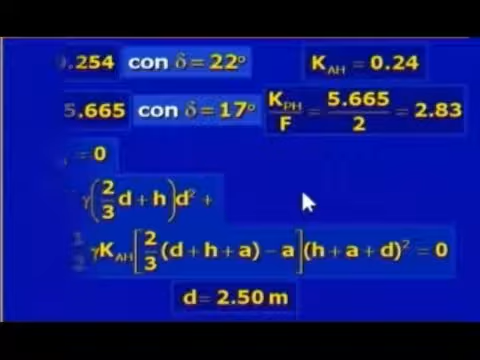 .254 con δ = 22° K_AH = 0.24
5.665 con δ = 17° K_PH/F = 5.665/2 = 2.83
= 0
γ(2/3 d + h)d² +
γK_AH[2/3 (d + h + a) − a](h + a + d)² = 0
d = 2.50 m